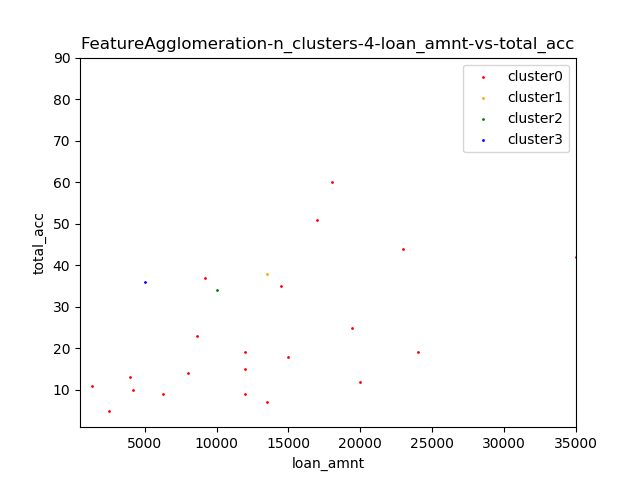 FeatureAgglomeration-n_clusters-4-loan_amnt-vs-total_acc
cluster0
cluster1
cluster2
cluster3
total_acc
90
80
70
60
50
40
30
20
10
5000 10000 15000 20000 25000 30000 35000
loan_amnt